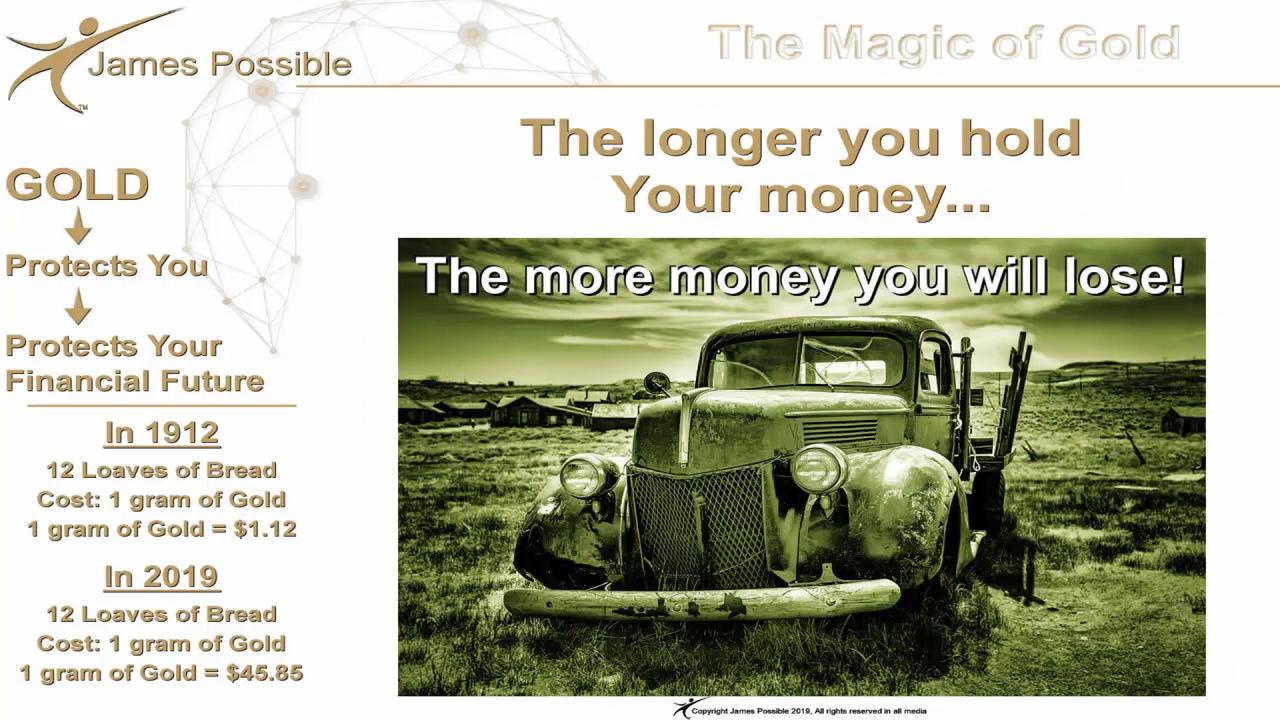 James Possible
TM
The Magic of Gold
GOLD
Protects You
Protects Your
Financial Future
In 1912
12 Loaves of Bread
Cost: 1 gram of Gold
1 gram of Gold = $1.12
In 2019
12 Loaves of Bread
Cost: 1 gram of Gold
1 gram of Gold = $45.85
The longer you hold
Your money...
The more money you will lose!
Copyright James Possible 2019, All rights reserved in all media